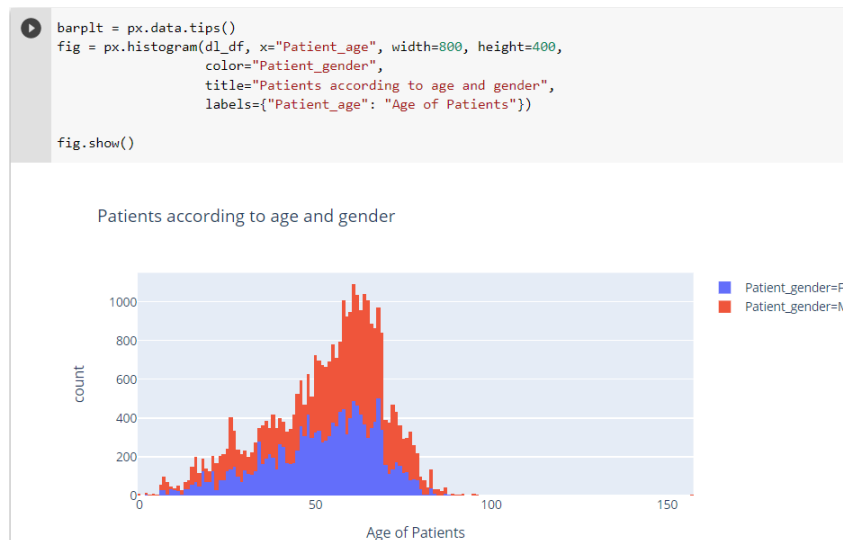 barplt = px.data.tips()
fig = px.histogram(dl_df, x="Patient_age", width=800, height=400,
color="Patient_gender",
title="Patients according to age and gender",
labels={"Patient_age": "Age of Patients"})
fig.show()
Patients according to age and gender
Patient_gender=F
Patient_gender=M
1000
800
600
400
200
0
count
0 50 100 150
Age of Patients